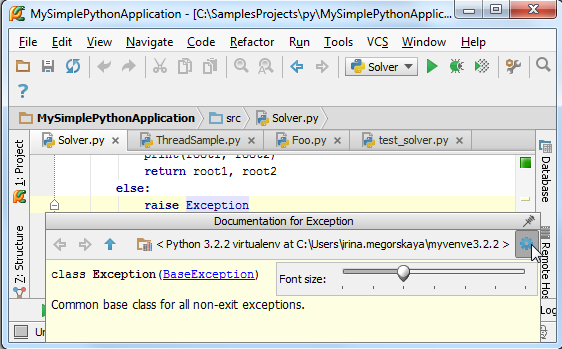 MySimplePythonApplication - [C:\SamplesProjects\py\MySimplePythonApplic...
File Edit View Navigate Code Refactor Run Tools VCS Window Help
Solver
?
MySimplePythonApplication src Solver.py
Solver.py ThreadSample.py Foo.py test_solver.py
1: Project
Z: Structure
Database
Remote Hos
print(root1, root2)
return root1, root2
else:
raise Exception
Documentation for Exception
< Python 3.2.2 virtualenv at C:\Users\irina.megorskaya\myvenve3.2.2 >
class Exception(BaseException)
Font size:
Common base class for all non-exit exceptions.
Log
Un